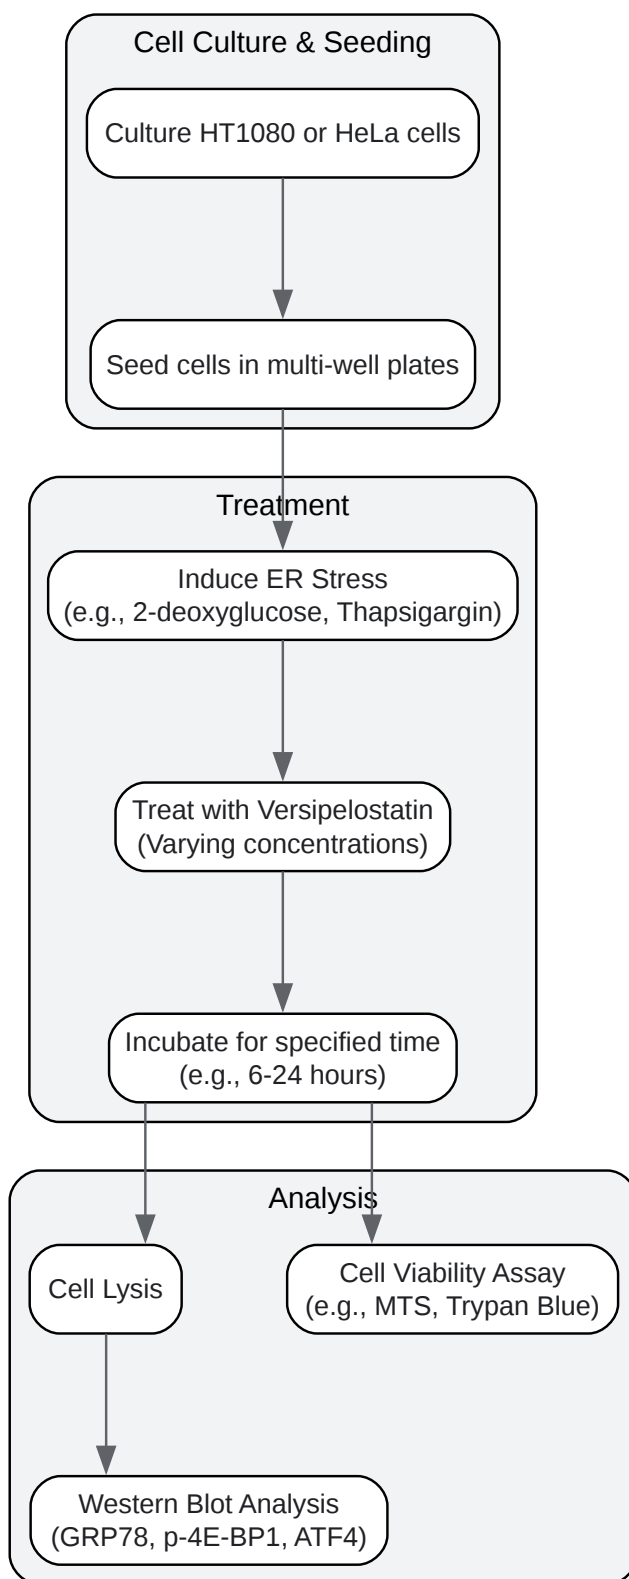 Cell Culture & Seeding
Culture HT1080 or HeLa cells
Seed cells in multi-well plates
Treatment
Induce ER Stress
(e.g., 2-deoxyglucose, Thapsigargin)
Treat with Versipelostatin
(Varying concentrations)
Incubate for specified time
(e.g., 6-24 hours)
Analysis
Cell Lysis
Cell Viability Assay
(e.g., MTS, Trypan Blue)
Western Blot Analysis
(GRP78, p-4E-BP1, ATF4)